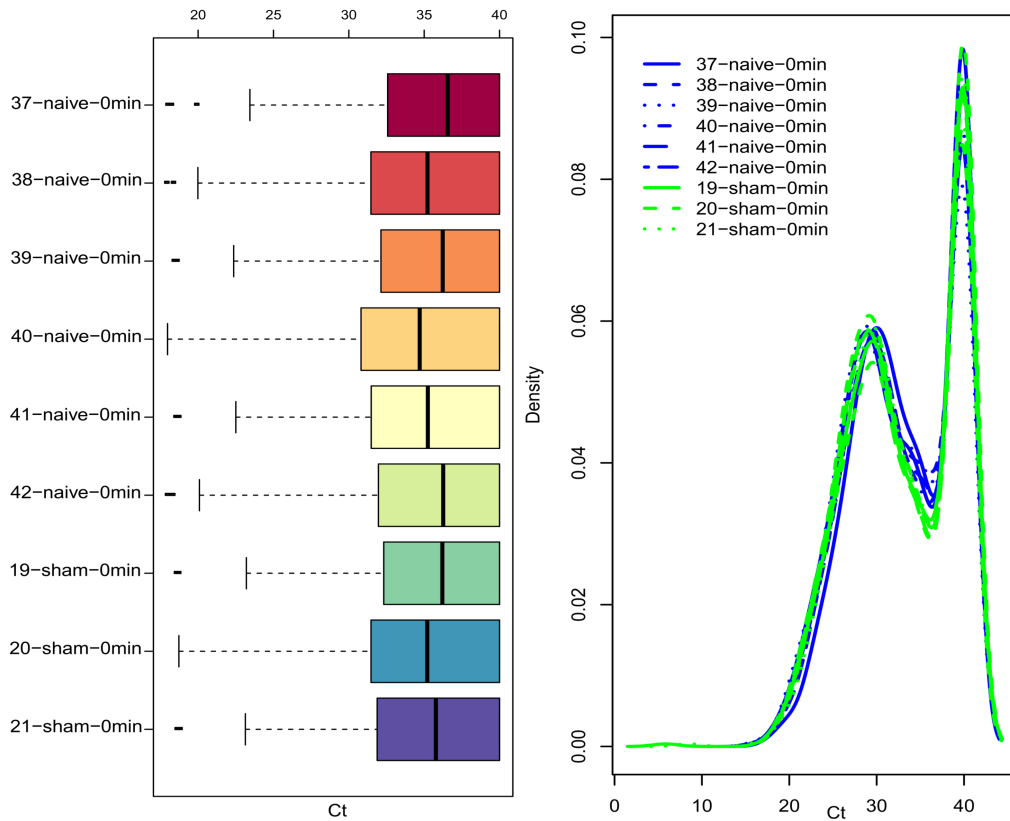 20 25 30 35 40
37−naive−0min
38−naive−0min
39−naive−0min
40−naive−0min
41−naive−0min
42−naive−0min
19−sham−0min
20−sham−0min
21−sham−0min
Ct
Density
0.10
0.08
0.06
0.04
0.02
0.00
37−naive−0min
38−naive−0min
39−naive−0min
40−naive−0min
41−naive−0min
42−naive−0min
19−sham−0min
20−sham−0min
21−sham−0min
0 10 20 30 40
Ct